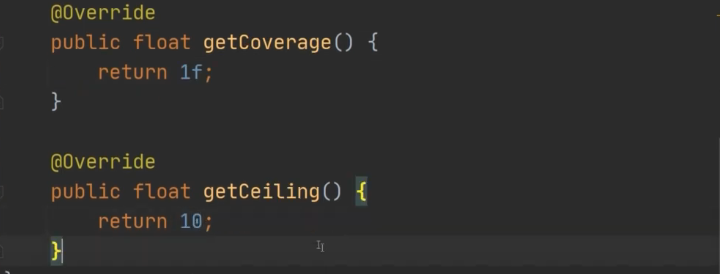 @Override
public float getCoverage() {
return 1f;
}
@Override
public float getCeiling() {
return 10;
}